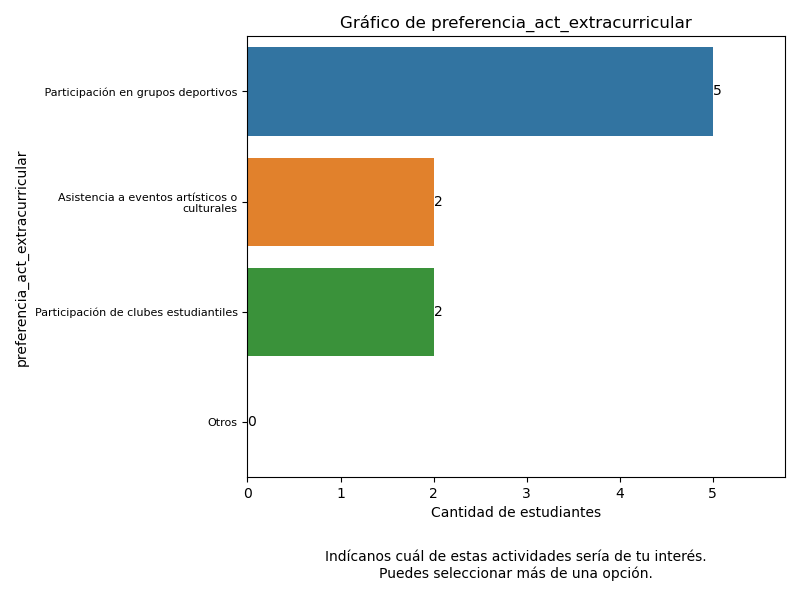 Gráfico de preferencia_act_extracurricular
preferencia_act_extracurricular
Participación en grupos deportivos
5
Asistencia a eventos artísticos o
culturales
2
Participación de clubes estudiantiles
2
Otros
0
0 1 2 3 4 5
Cantidad de estudiantes
Indícanos cuál de estas actividades sería de tu interés.
Puedes seleccionar más de una opción.